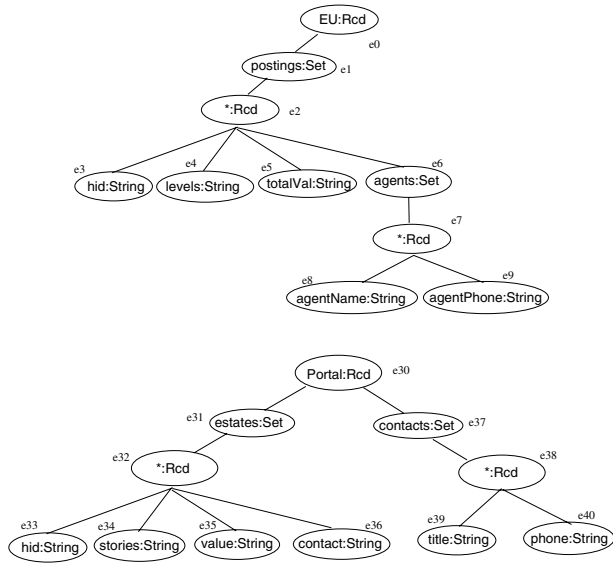 EU:Rcd
e0
postings:Set
e1
*:Rcd
e2
e3
e4
e5
e6
hid:String
levels:String
totalVal:String
agents:Set
e7
*:Rcd
e8
e9
agentName:String
agentPhone:String
Portal:Rcd
e30
e31
estates:Set
contacts:Set
e37
e32
*:Rcd
e38
*:Rcd
e33
e34
e35
e36
e39
e40
hid:String
stories:String
value:String
contact:String
title:String
phone:String